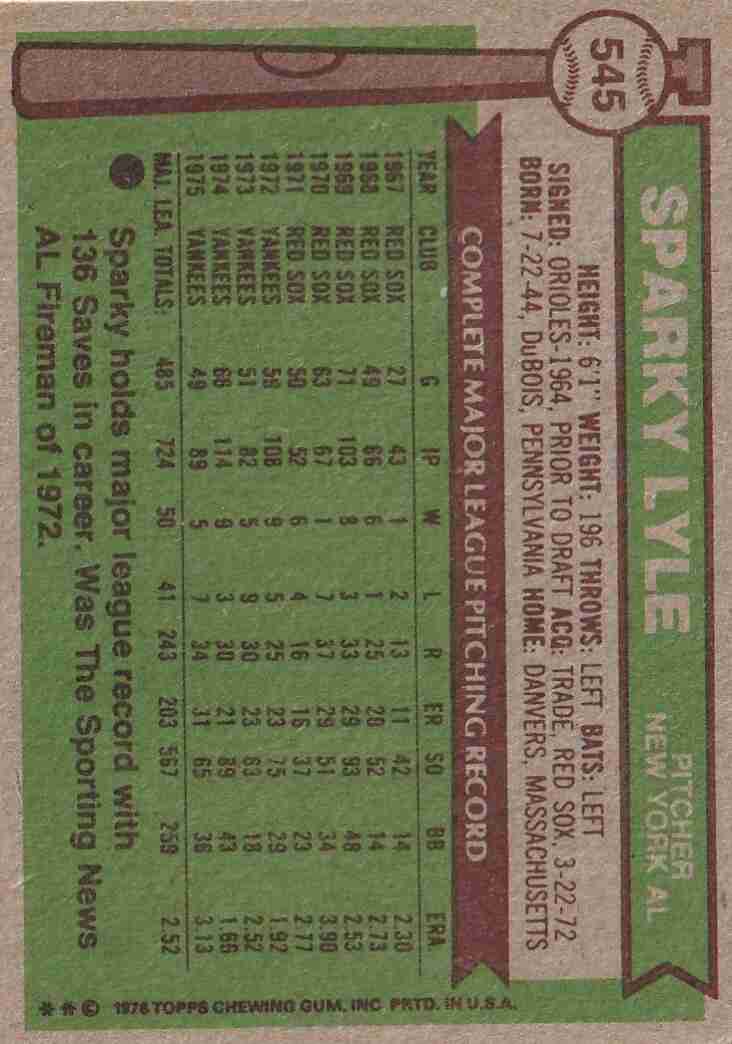 545
SPARKY LYLE
PITCHER
NEW YORK AL
HEIGHT: 6'1" WEIGHT: 196 THROWS: LEFT BATS: LEFT
SIGNED: ORIOLES-1964, PRIOR TO DRAFT ACQ: TRADE, RED SOX, 3-22-72
BORN: 7-22-44, DuBOIS, PENNSYLVANIA HOME: DANVERS, MASSACHUSETTS
COMPLETE MAJOR LEAGUE PITCHING RECORD
YEAR CLUB G IP W L R ER SO BB ERA
1967 RED SOX 27 43 1 2 13 11 42 14 2.30
1968 RED SOX 49 66 6 1 25 20 52 14 2.73
1969 RED SOX 71 103 8 3 33 29 93 48 2.53
1970 RED SOX 63 67 1 7 37 29 51 34 3.90
1971 RED SOX 50 52 6 4 16 16 37 23 2.77
1972 YANKEES 59 108 9 5 25 23 75 29 1.92
1973 YANKEES 51 82 5 9 30 23 63 18 2.52
1974 YANKEES 66 114 9 3 30 21 89 43 1.66
1975 YANKEES 49 89 5 7 34 31 65 36 3.13
MAJ. LEA. TOTALS: 485 724 50 41 243 203 567 259 2.52
Sparky holds major league record with
136 Saves in career. Was The Sporting News
AL Fireman of 1972.
**© 1976 TOPPS CHEWING GUM, INC PRTD. IN U.S.A.